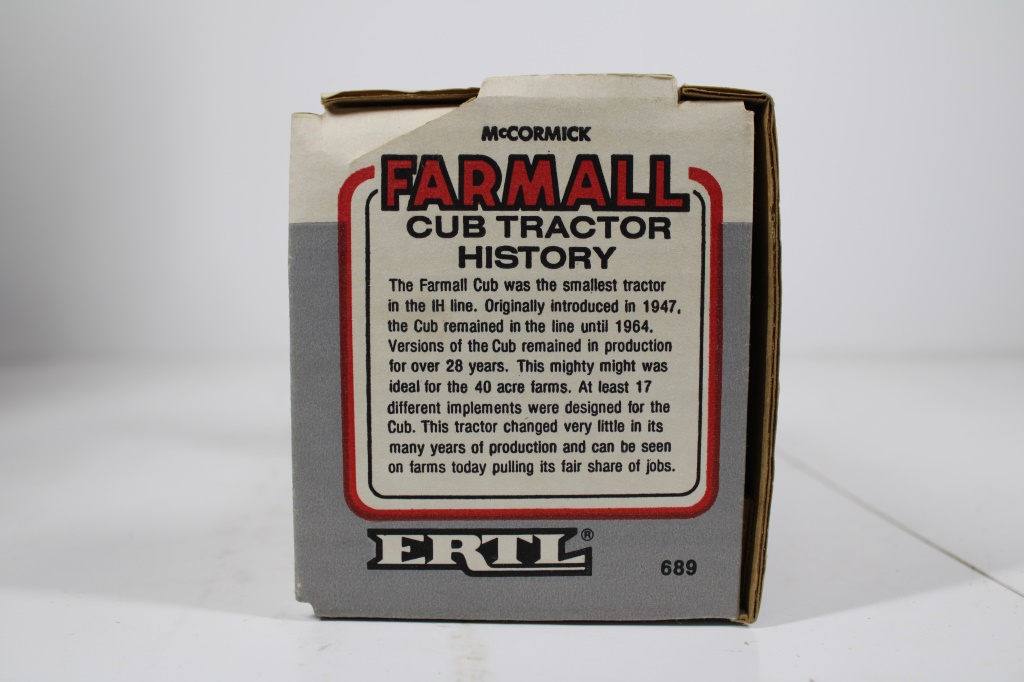 McCORMICK
FARMALL
CUB TRACTOR
HISTORY
The Farmall Cub was the smallest tractor
in the IH line. Originally introduced in 1947,
the Cub remained in the line until 1964.
Versions of the Cub remained in production
for over 28 years. This mighty might was
ideal for the 40 acre farms. At least 17
different implements were designed for the
Cub. This tractor changed very little in its
many years of production and can be seen
on farms today pulling its fair share of jobs.
ERTL®
689